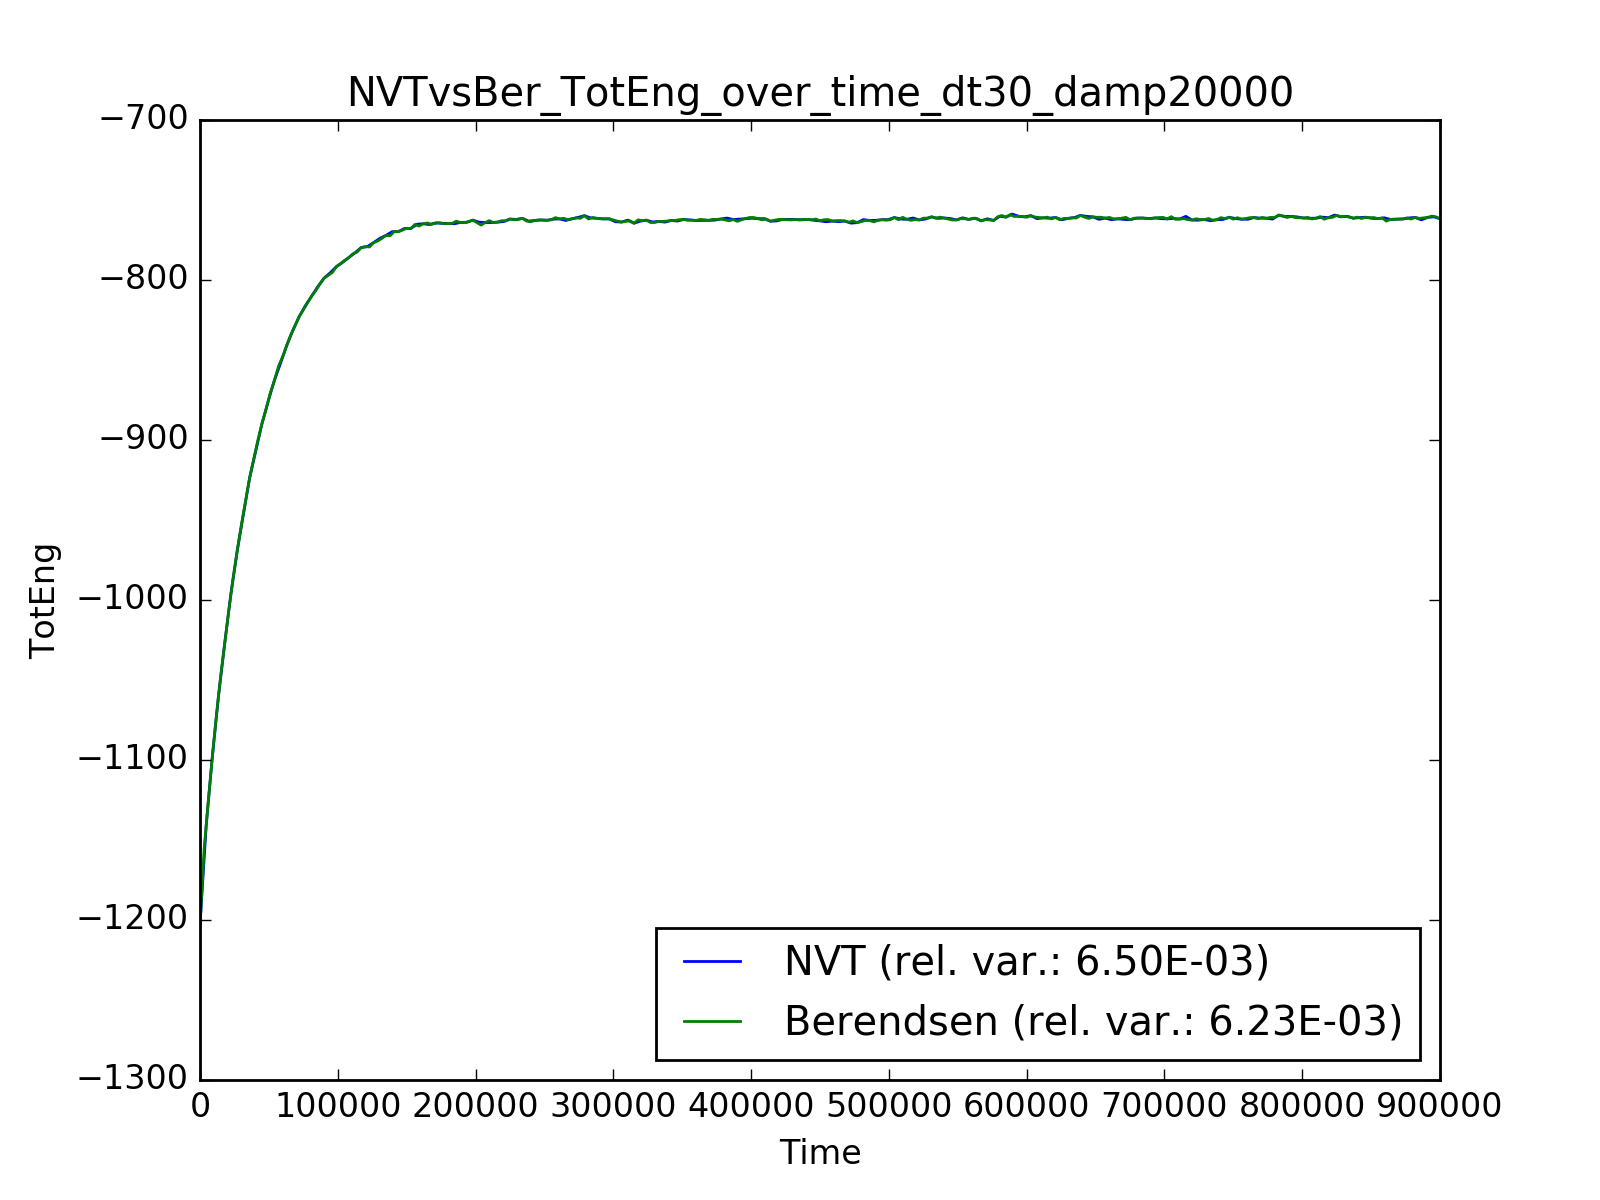 NVTvsBer_TotEng_over_time_dt30_damp20000
−700
−800
−900
−1000
−1100
−1200
−1300
TotEng
NVT (rel. var.: 6.50E-03)
Berendsen (rel. var.: 6.23E-03)
0 100000 200000 300000 400000 500000 600000 700000 800000 900000
Time